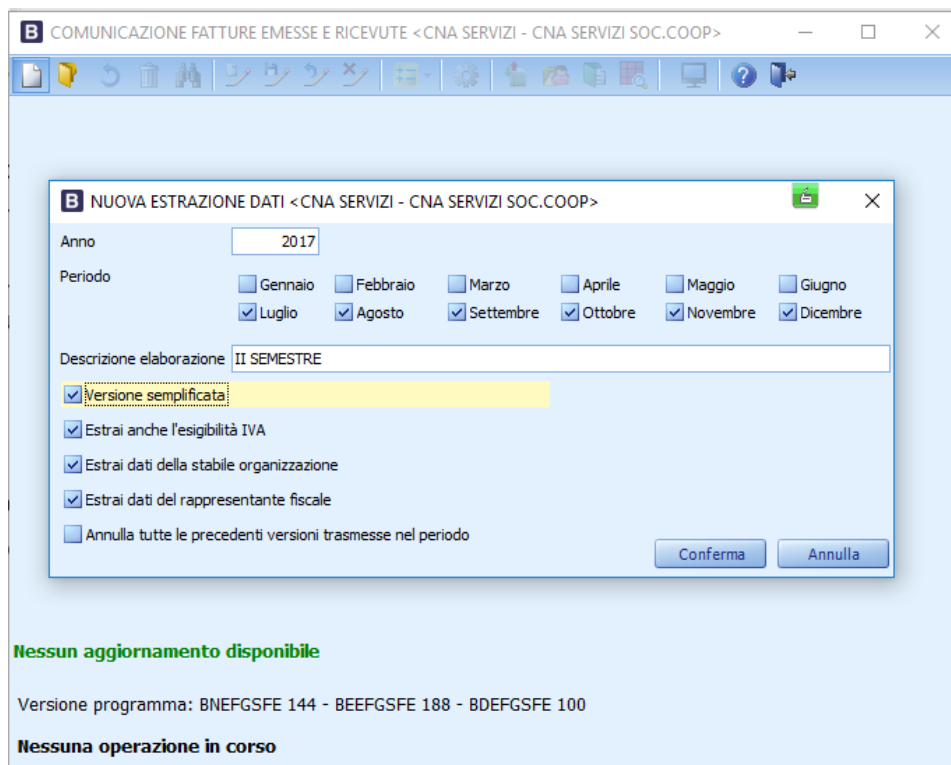 B COMUNICAZIONE FATTURE EMESSE E RICEVUTE <CNA SERVIZI - CNA SERVIZI SOC.COOP>
B NUOVA ESTRAZIONE DATI <CNA SERVIZI - CNA SERVIZI SOC.COOP>
Anno 2017
Periodo Gennaio Febbraio Marzo Aprile Maggio Giugno
Luglio Agosto Settembre Ottobre Novembre Dicembre
Descrizione elaborazione II SEMESTRE
Versione semplificata
Estrai anche l'esigibilità IVA
Estrai dati della stabile organizzazione
Estrai dati del rappresentante fiscale
Annulla tutte le precedenti versioni trasmesse nel periodo
Conferma Annulla
Nessun aggiornamento disponibile
Versione programma: BNEFGSFE 144 - BEEFGSFE 188 - BDEFGSFE 100
Nessuna operazione in corso